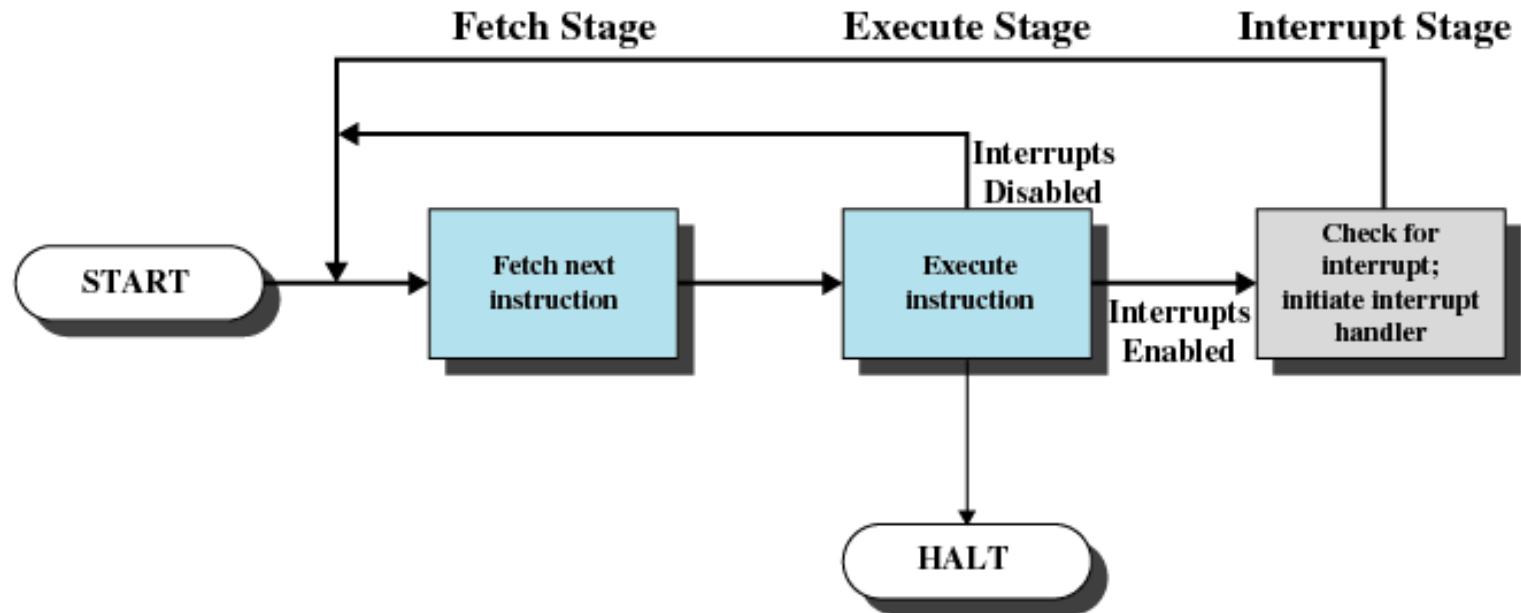 Fetch Stage
Execute Stage
Interrupt Stage
Interrupts
Disabled
START
Fetch next
instruction
Execute
instruction
Interrupts
Enabled
Check for
interrupt;
initiate interrupt
handler
HALT